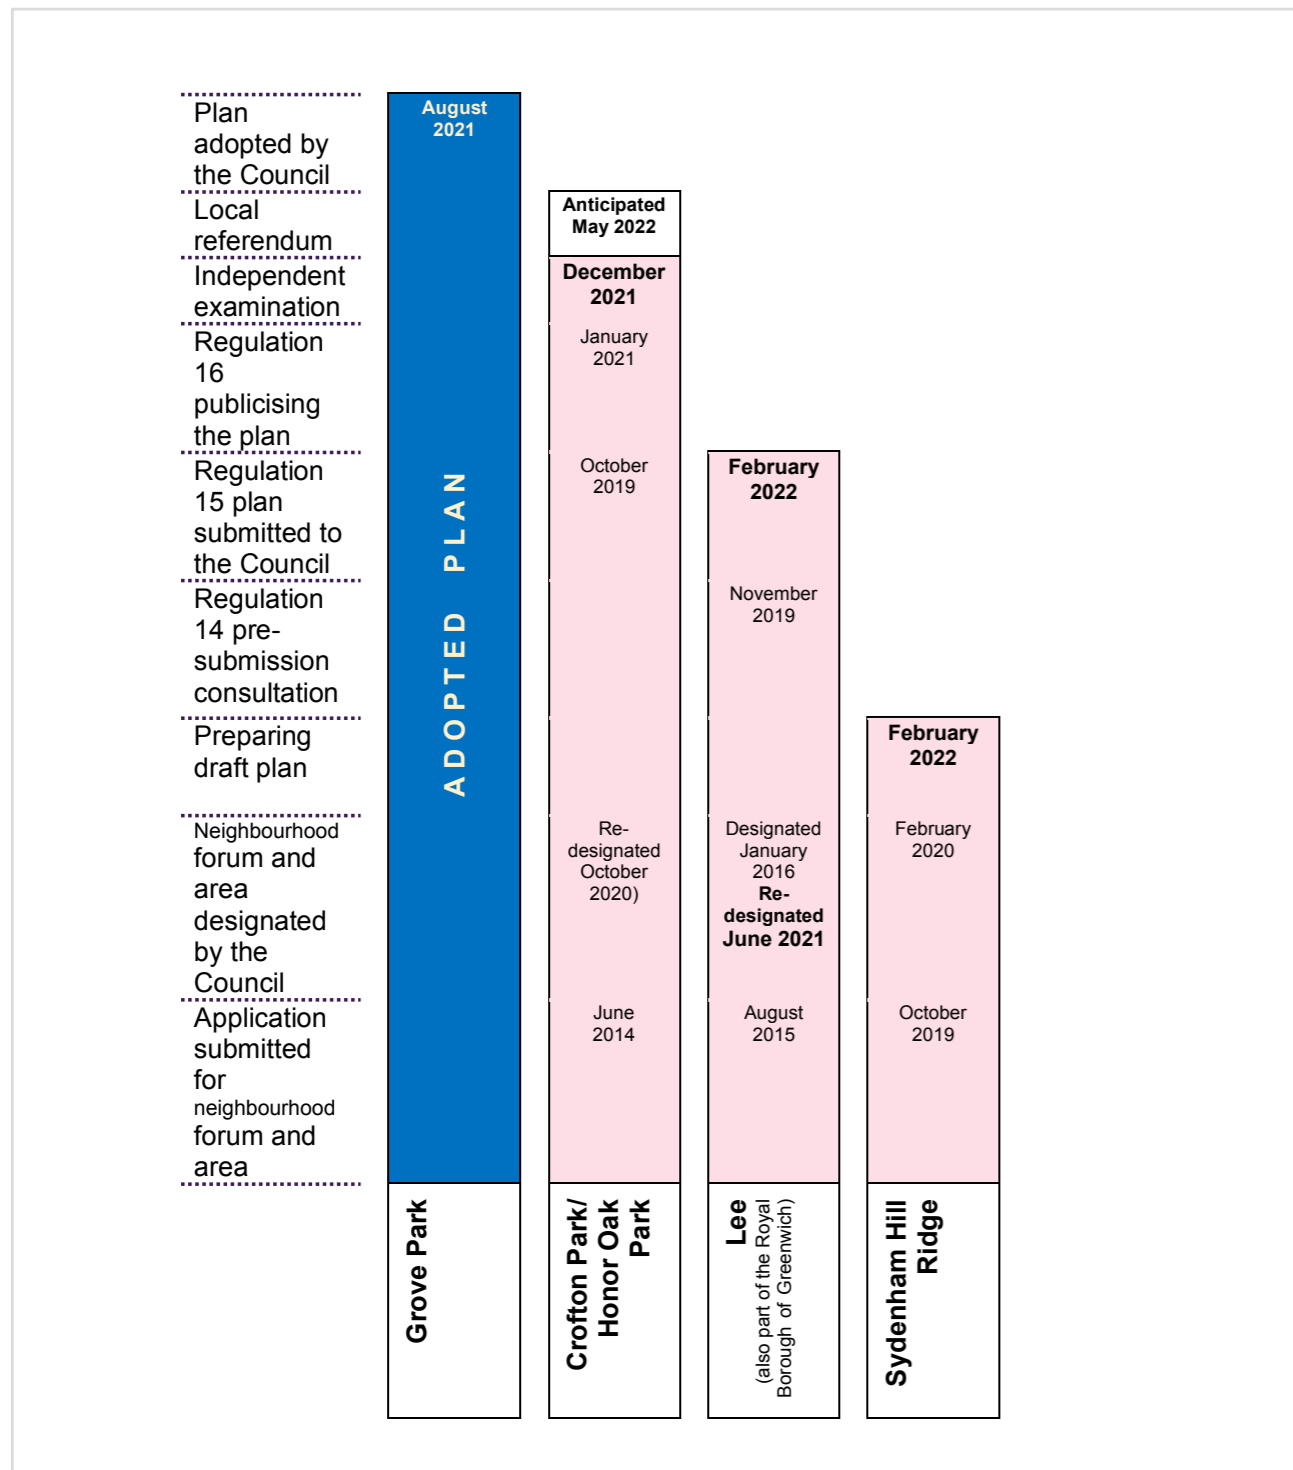 Plan
adopted by
the Council
Local
referendum
Independent
examination
Regulation
16
publicising
the plan
Regulation
15 plan
submitted to
the Council
Regulation
14 pre-
submission
consultation
Preparing
draft plan
Neighbourhood
forum and
area
designated
by the
Council
Application
submitted
for
neighbourhood
forum and
area
August
2021
ADOPTED PLAN
Grove Park
Anticipated
May 2022
December
2021
January
2021
October
2019
Re-
designated
October
2020)
June
2014
Crofton Park/
Honor Oak
Park
February
2022
November
2019
Designated
January
2016
Re-
designated
June 2021
August
2015
Lee
(also part of the Royal
Borough of Greenwich)
February
2022
February
2020
October
2019
Sydenham Hill
Ridge